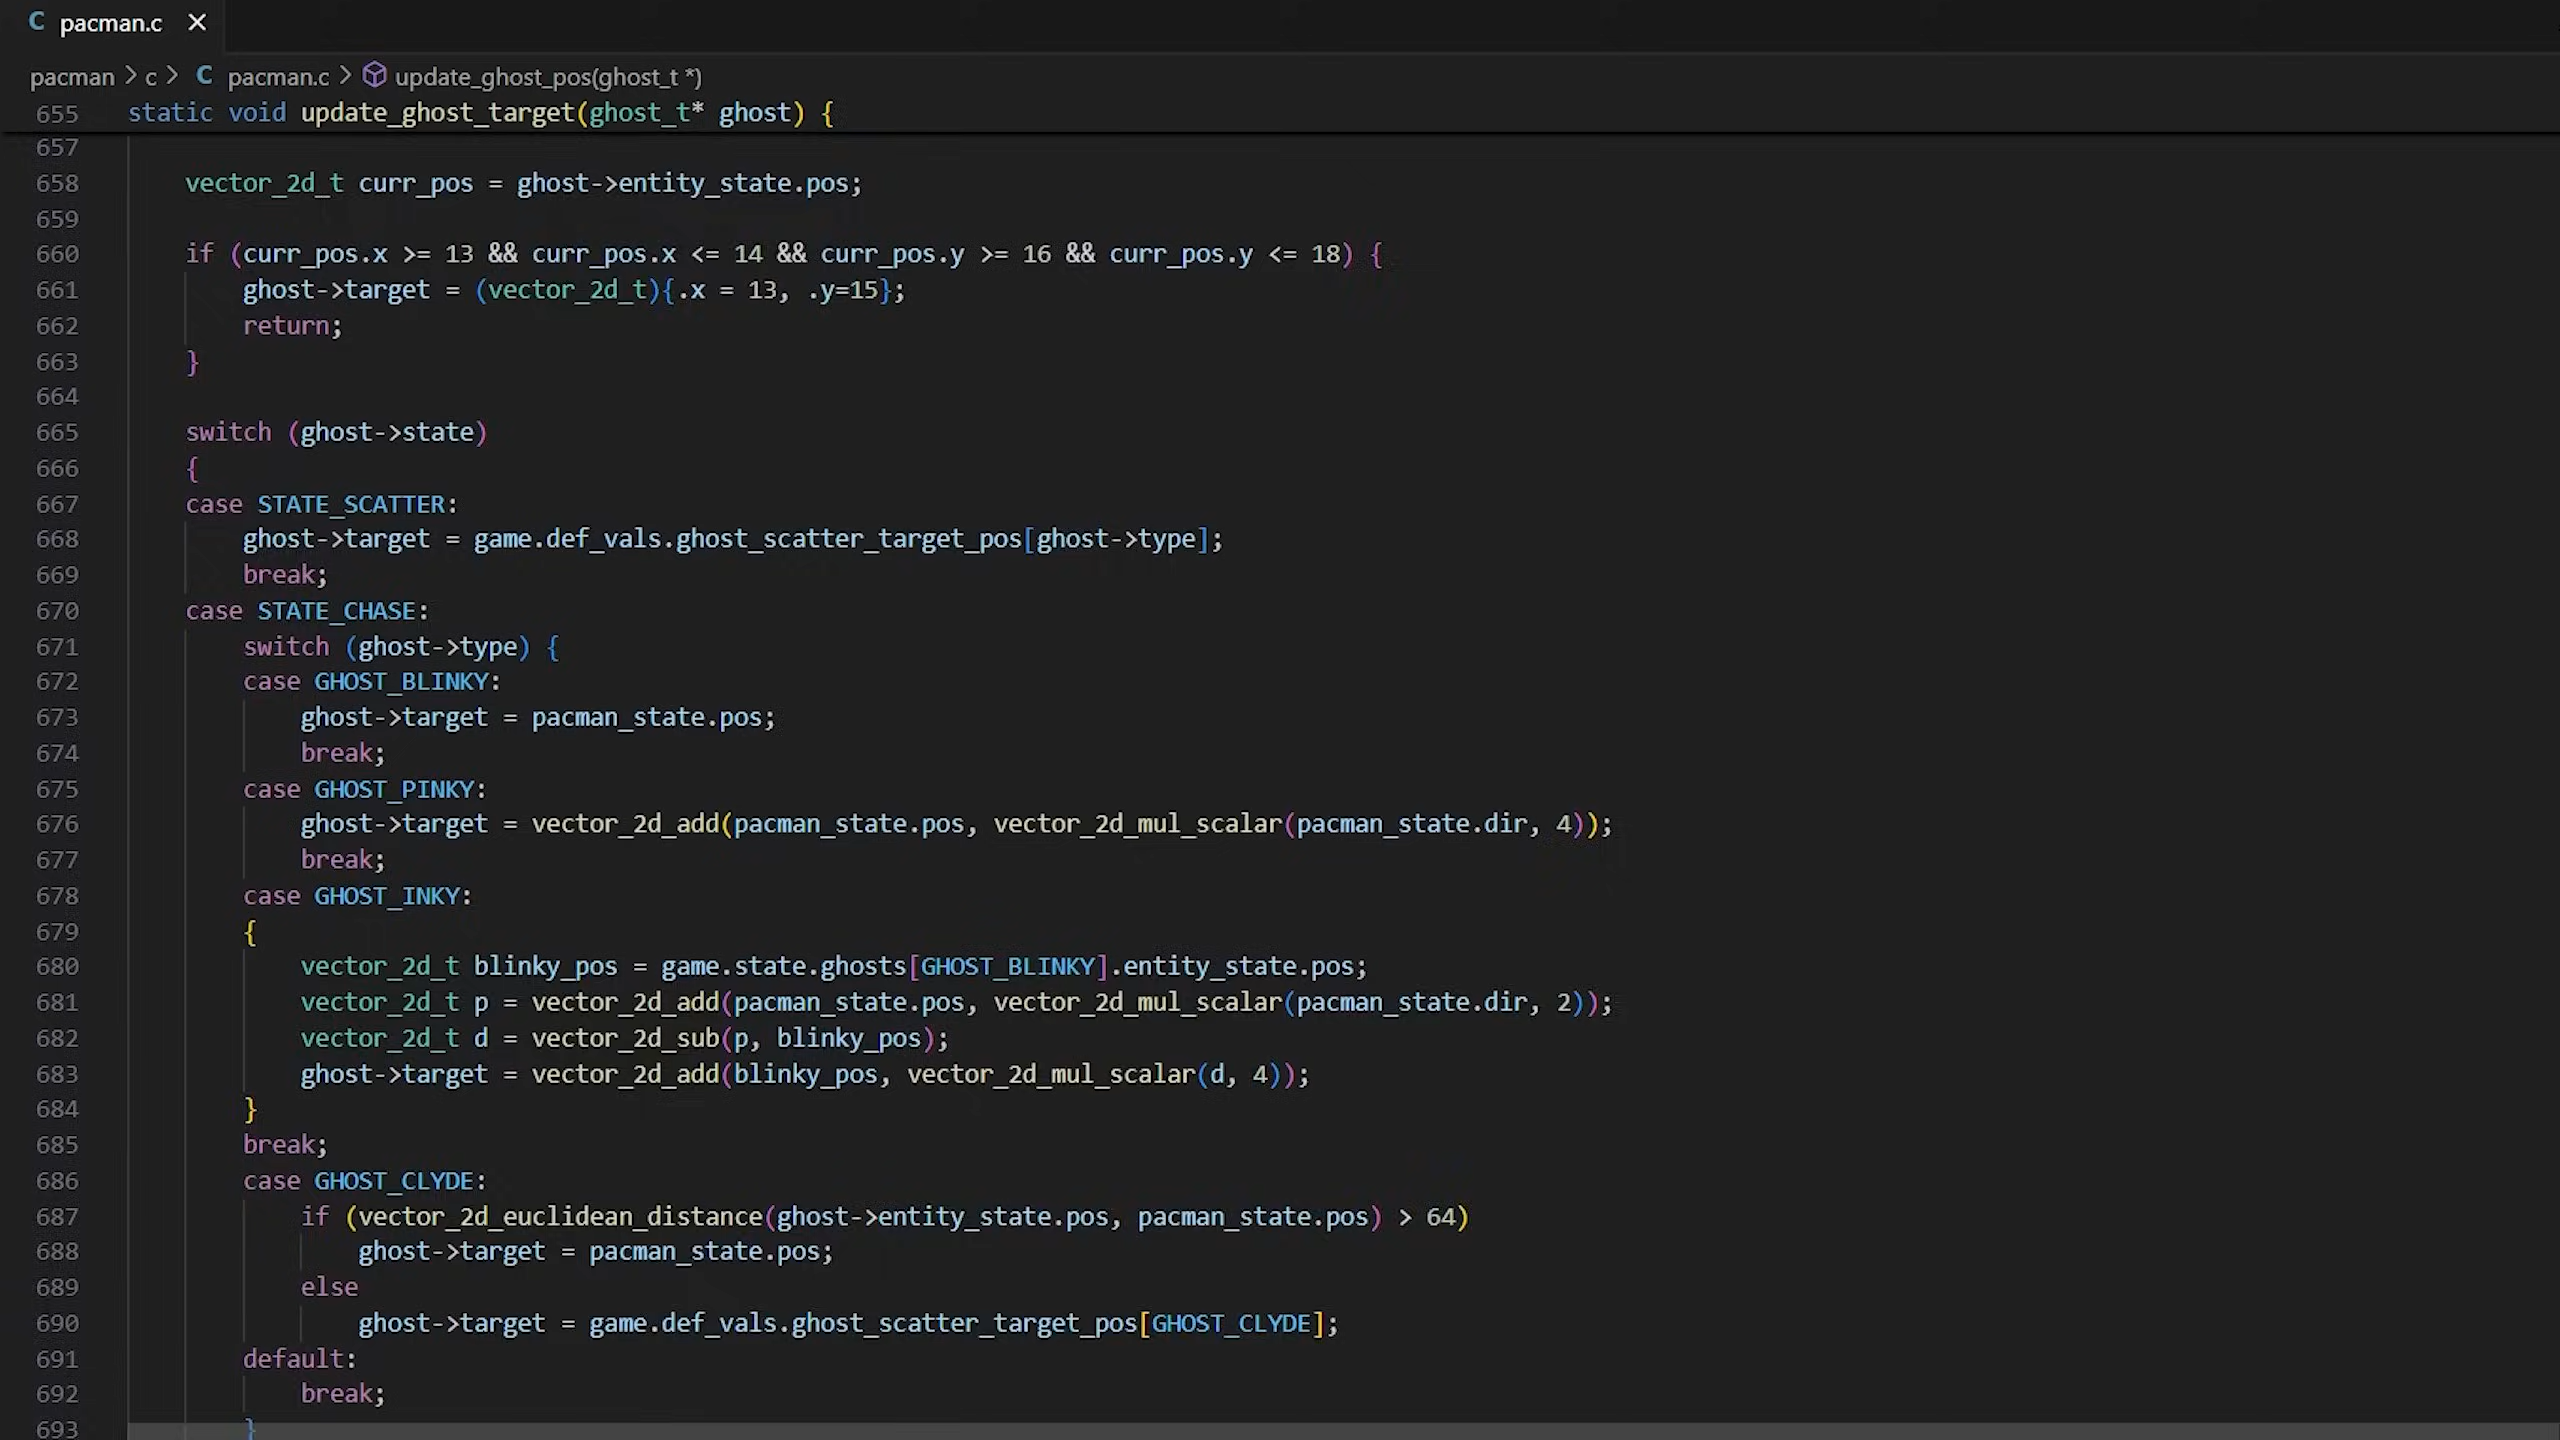 C pacman.c ×
pacman > c > C pacman.c > update_ghost_pos(ghost_t *)
655 static void update_ghost_target(ghost_t* ghost) {
657
658 vector_2d_t curr_pos = ghost->entity_state.pos;
659
660 if (curr_pos.x >= 13 && curr_pos.x <= 14 && curr_pos.y >= 16 && curr_pos.y <= 18) {
661 ghost->target = (vector_2d_t){.x = 13, .y=15};
662 return;
663 }
664
665 switch (ghost->state)
666 {
667 case STATE_SCATTER:
668 ghost->target = game.def_vals.ghost_scatter_target_pos[ghost->type];
669 break;
670 case STATE_CHASE:
671 switch (ghost->type) {
672 case GHOST_BLINKY:
673 ghost->target = pacman_state.pos;
674 break;
675 case GHOST_PINKY:
676 ghost->target = vector_2d_add(pacman_state.pos, vector_2d_mul_scalar(pacman_state.dir, 4));
677 break;
678 case GHOST_INKY:
679 {
680 vector_2d_t blinky_pos = game.state.ghosts[GHOST_BLINKY].entity_state.pos;
681 vector_2d_t p = vector_2d_add(pacman_state.pos, vector_2d_mul_scalar(pacman_state.dir, 2));
682 vector_2d_t d = vector_2d_sub(p, blinky_pos);
683 ghost->target = vector_2d_add(blinky_pos, vector_2d_mul_scalar(d, 4));
684 }
685 break;
686 case GHOST_CLYDE:
687 if (vector_2d_euclidean_distance(ghost->entity_state.pos, pacman_state.pos) > 64)
688 ghost->target = pacman_state.pos;
689 else
690 ghost->target = game.def_vals.ghost_scatter_target_pos[GHOST_CLYDE];
691 default:
692 break;
693 }